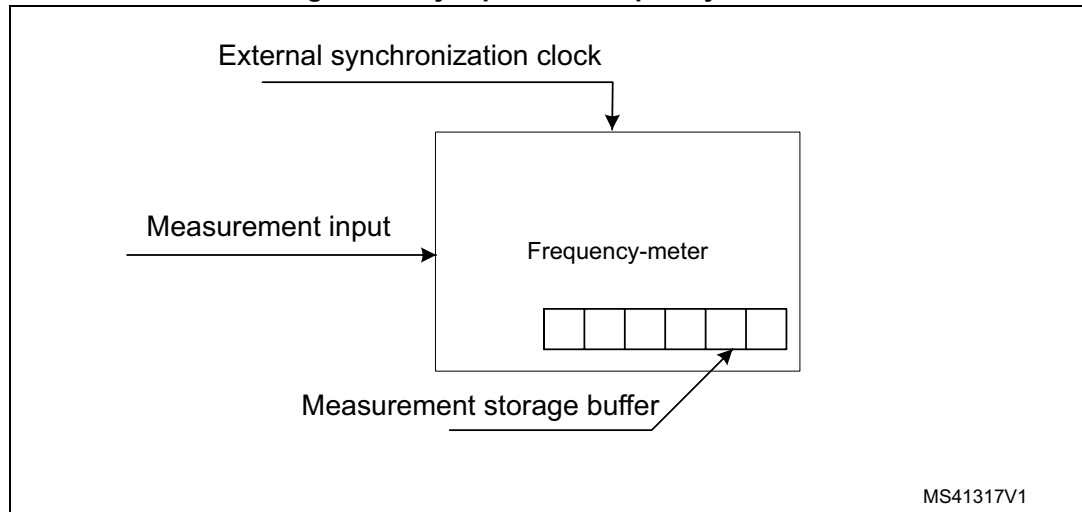 External synchronization clock
Measurement input
Frequency-meter
Measurement storage buffer
MS41317V1